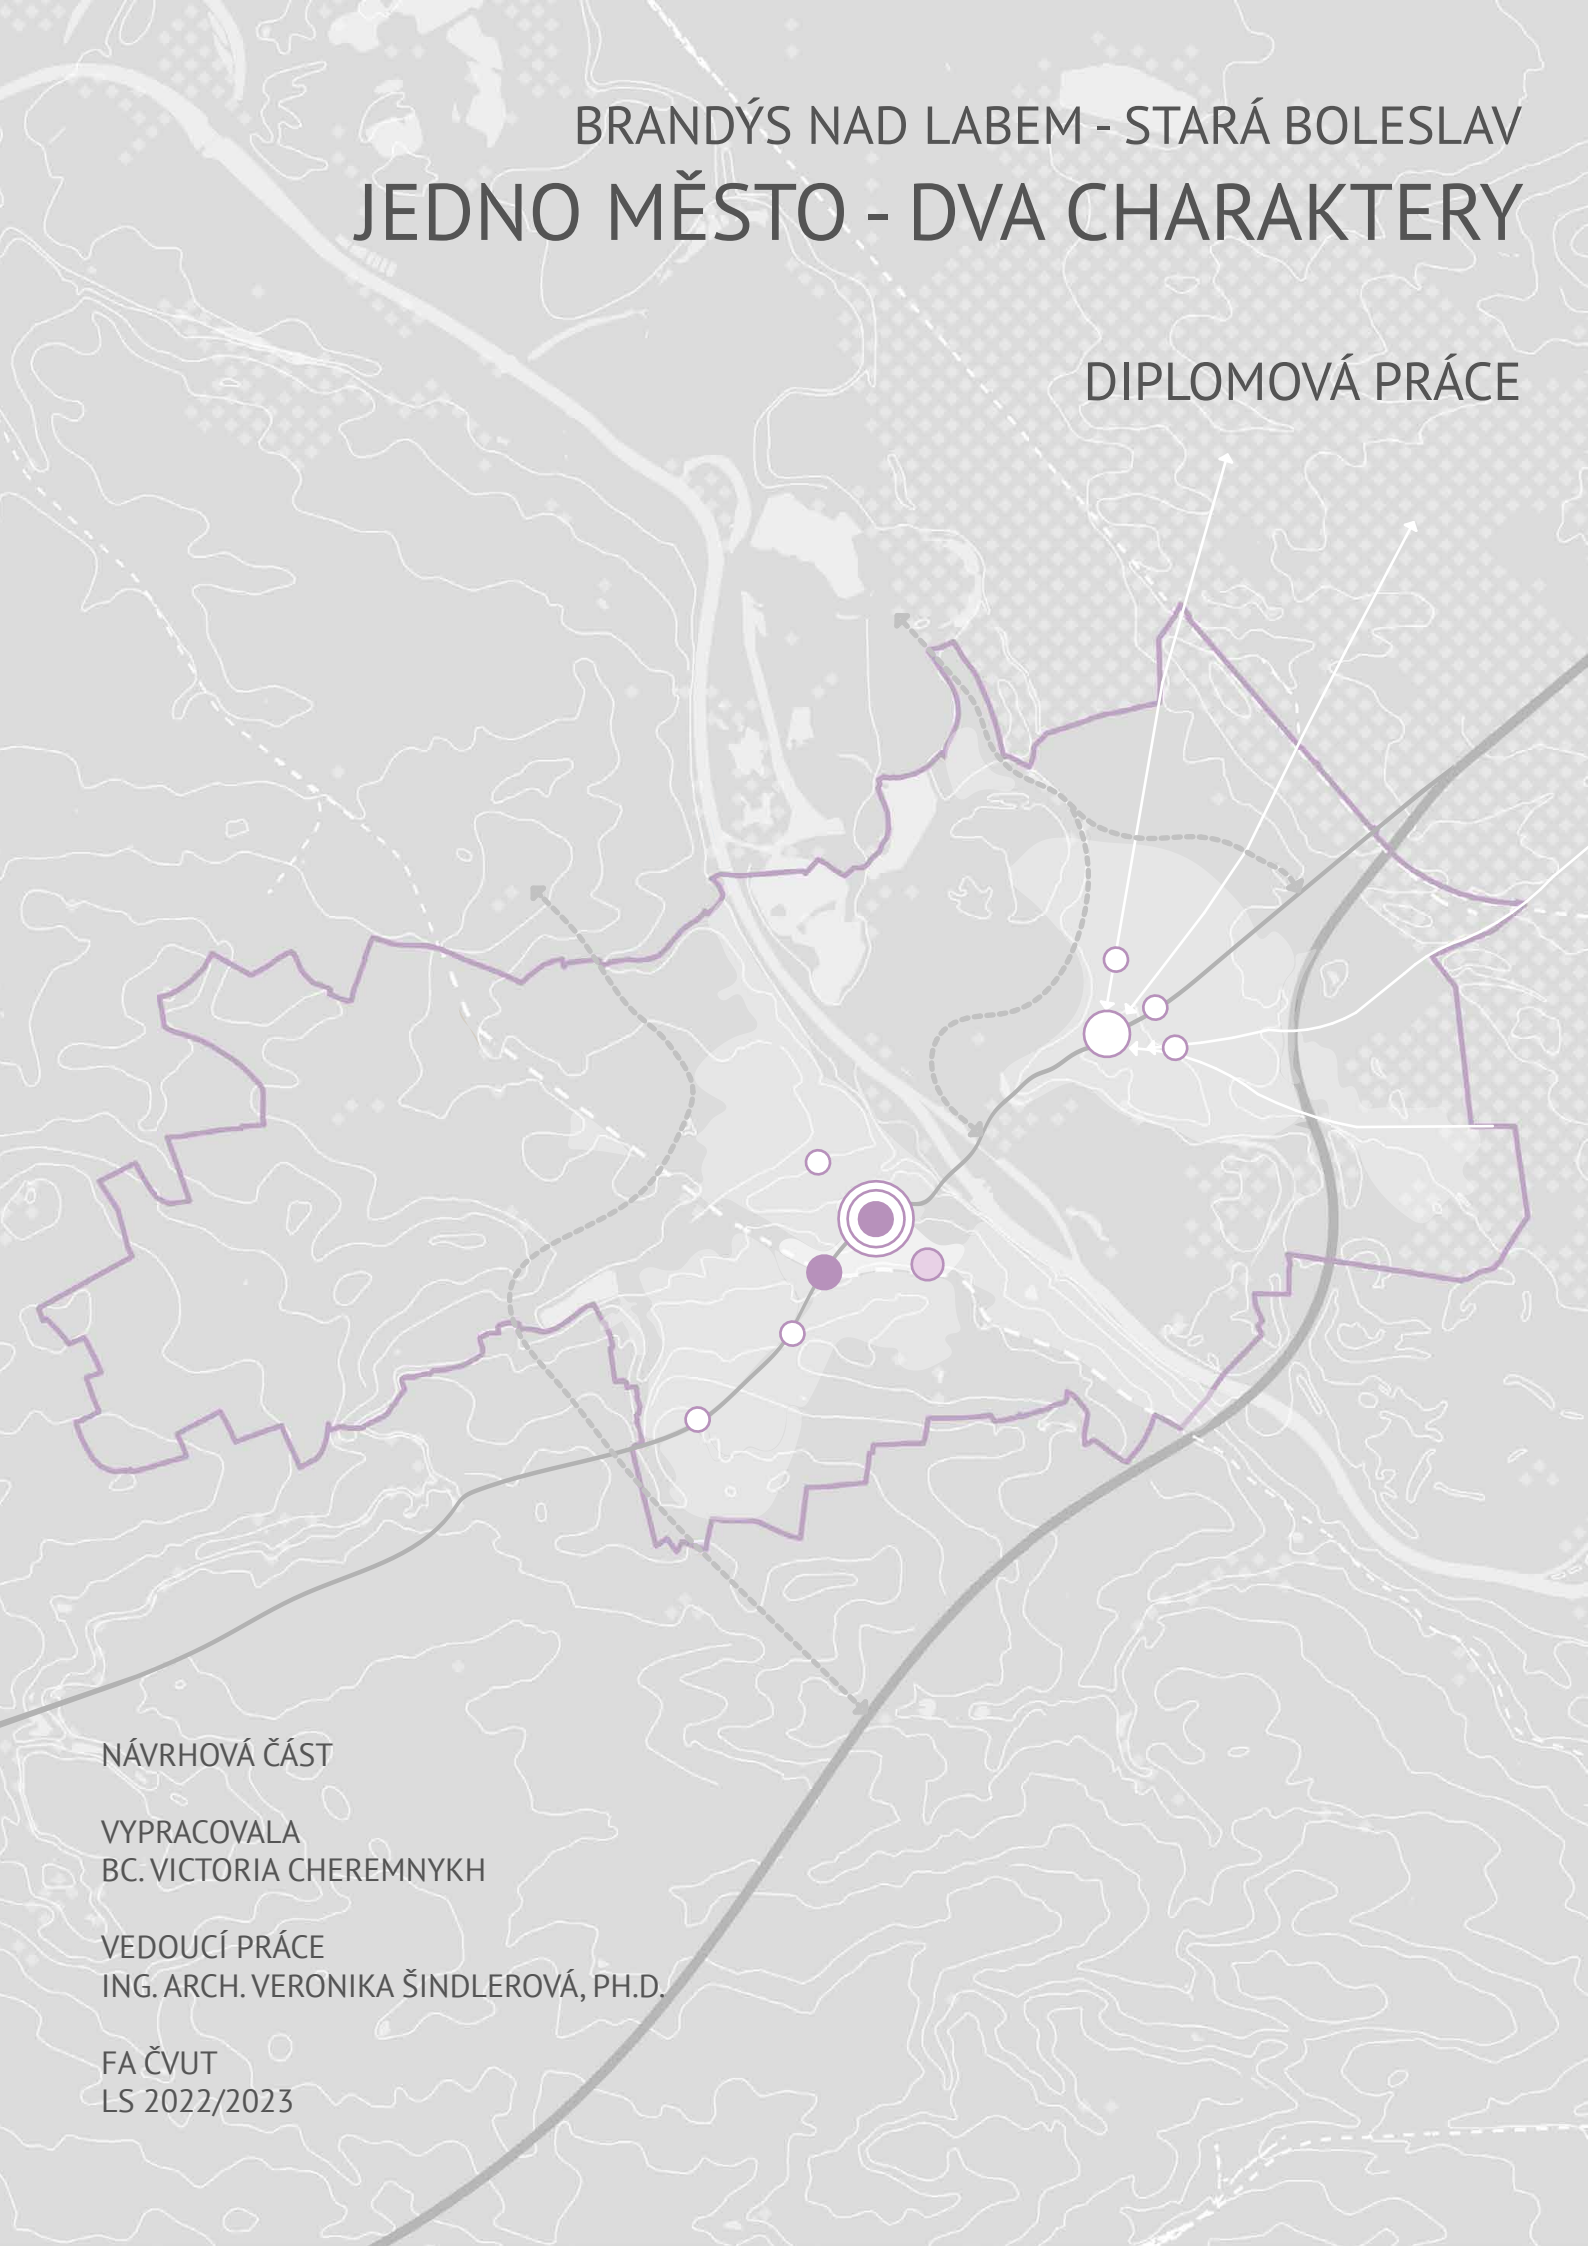 BRANDÝS NAD LABEM - STARÁ BOLESLAV
JEDNO MĚSTO - DVA CHARAKTERY
DIPLOMOVÁ PRÁCE
NÁVRHOVÁ ČÁST
VYPRACOVALA
BC. VICTORIA CHEREMNYKH
VEDOUCÍ PRÁCE
ING. ARCH. VERONIKA ŠINDLEROVÁ, PH.D.
FA ČVUT
LS 2022/2023